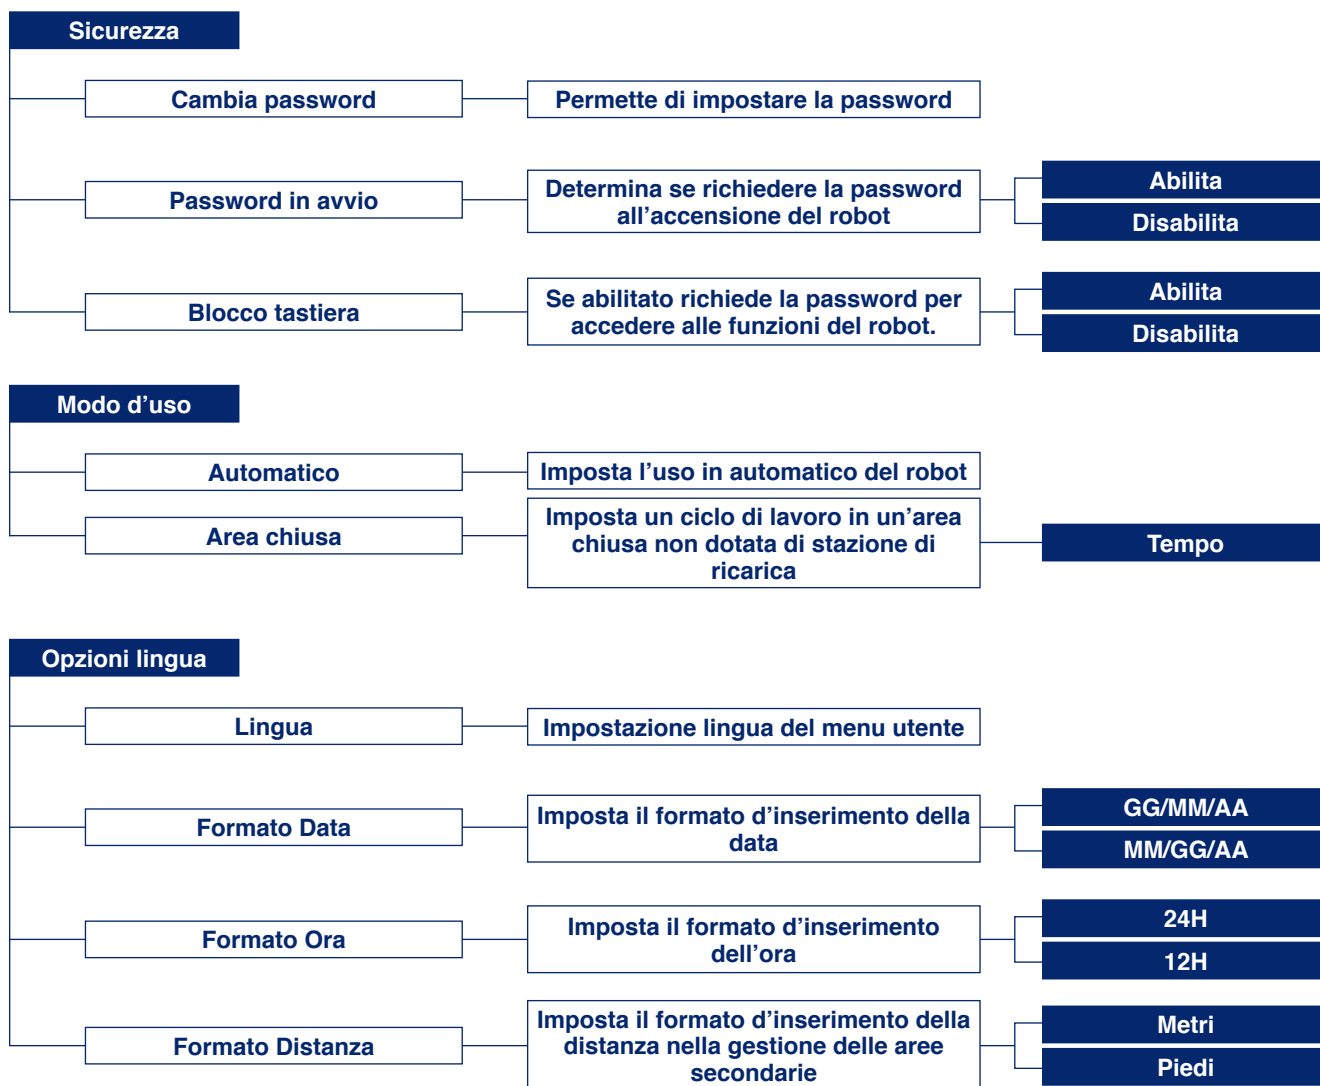 Sicurezza
Cambia password
Permette di impostare la password
Password in avvio
Determina se richiedere la password
all'accensione del robot
Abilita
Disabilita
Blocco tastiera
Se abilitato richiede la password per
accedere alle funzioni del robot.
Abilita
Disabilita
Modo d'uso
Automatico
Imposta l'uso in automatico del robot
Area chiusa
Imposta un ciclo di lavoro in un'area
chiusa non dotata di stazione di
ricarica
Tempo
Opzioni lingua
Lingua
Impostazione lingua del menu utente
Formato Data
Imposta il formato d'inserimento della
data
GG/MM/AA
MM/GG/AA
Formato Ora
Imposta il formato d'inserimento
dell'ora
24H
12H
Formato Distanza
Imposta il formato d'inserimento della
distanza nella gestione delle aree
secondarie
Metri
Piedi